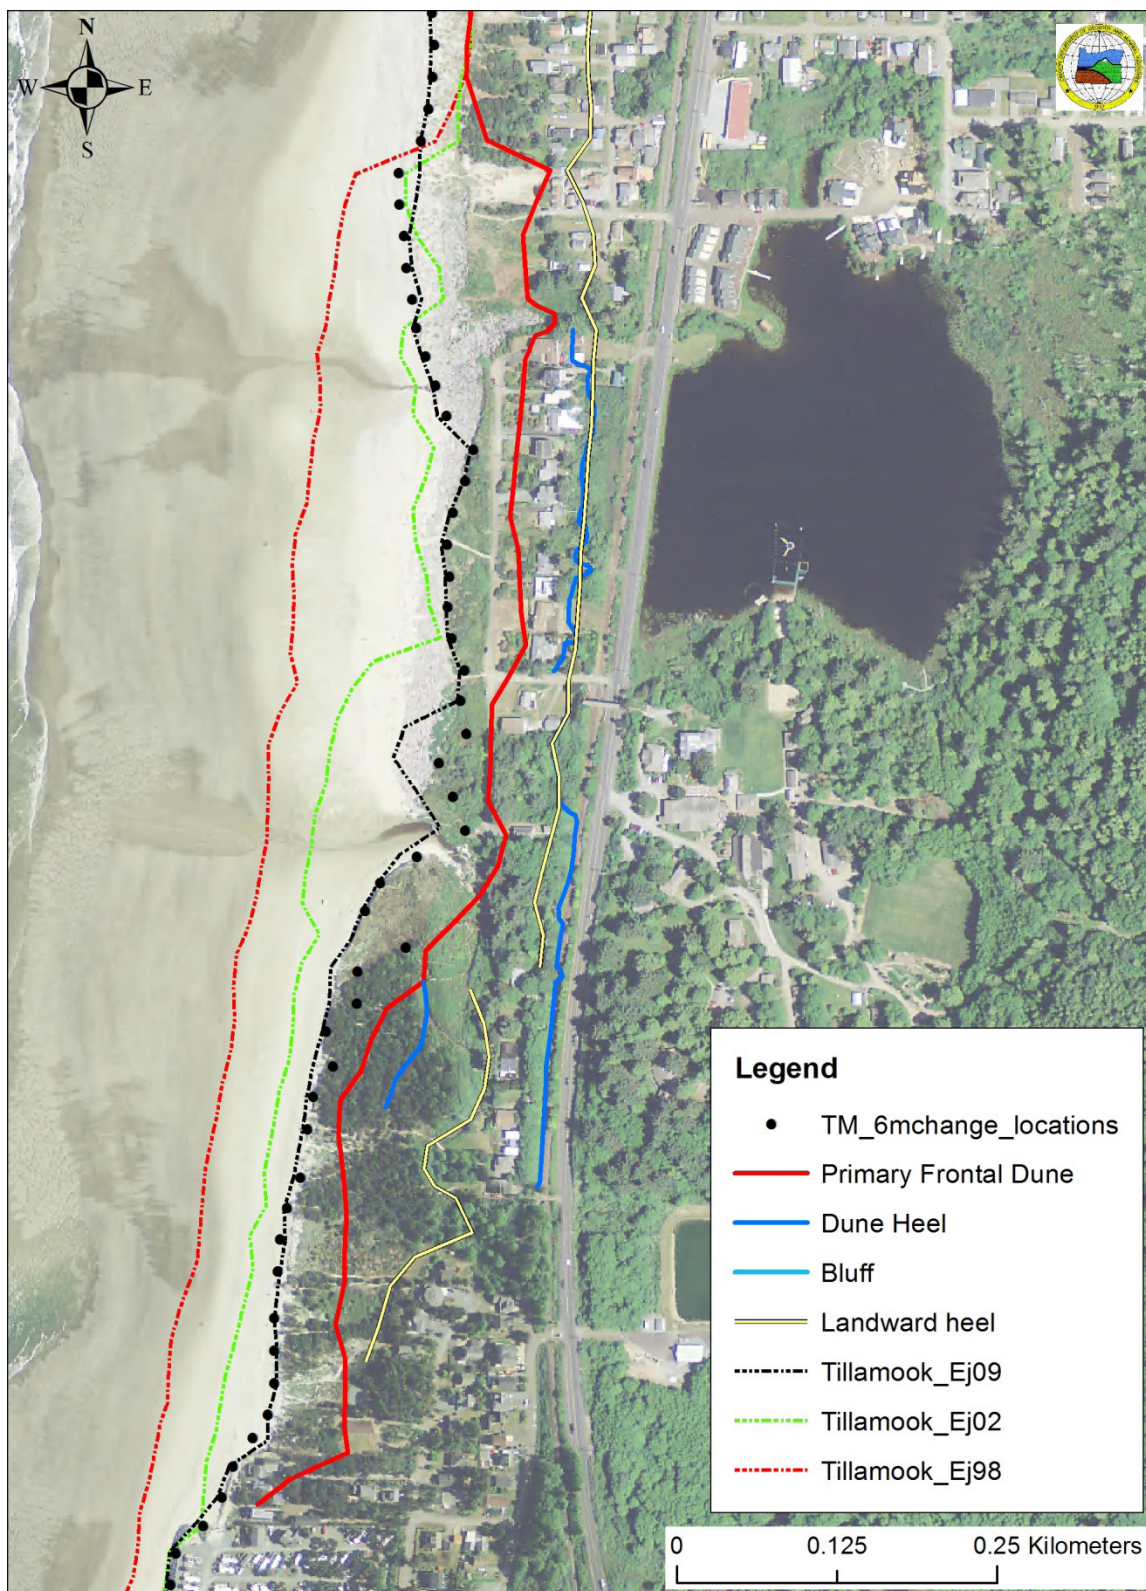 N
W E
S
Legend
TM_6mchange_locations
Primary Frontal Dune
Dune Heel
Bluff
Landward heel
Tillamook_Ej09
Tillamook_Ej02
Tillamook_Ej98
0 0.125 0.25 Kilometers